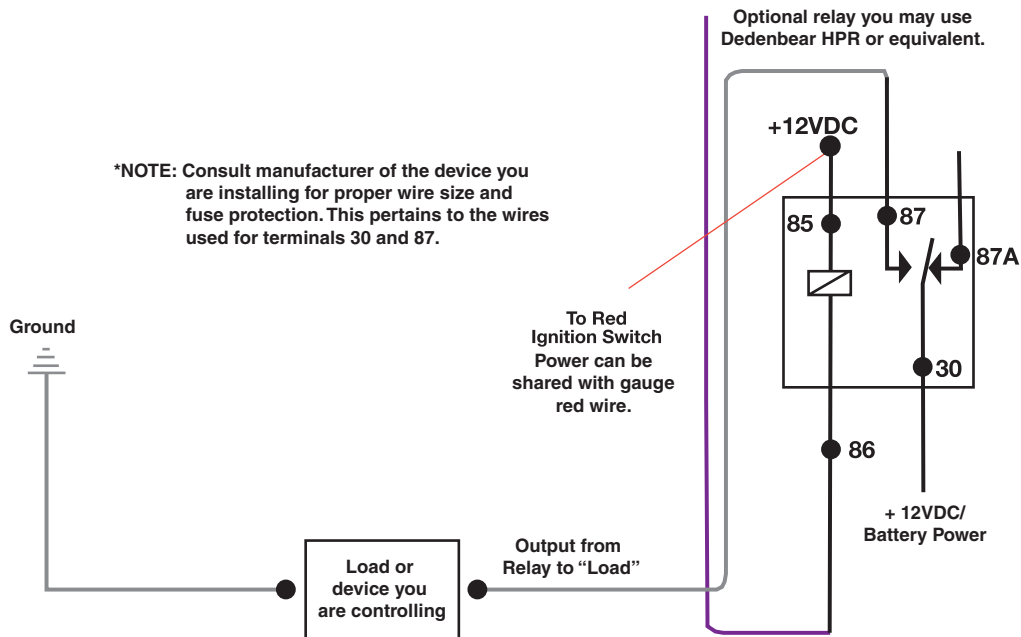 Optional relay you may use
Dedenbear HPR or equivalent.
+12VDC
*NOTE: Consult manufacturer of the device you
are installing for proper wire size and
fuse protection. This pertains to the wires
used for terminals 30 and 87.
85
87
87A
30
86
To Red
Ignition Switch
Power can be
shared with gauge
red wire.
Ground
+ 12VDC/
Battery Power
Output from
Relay to “Load”
Load or
device you
are controlling